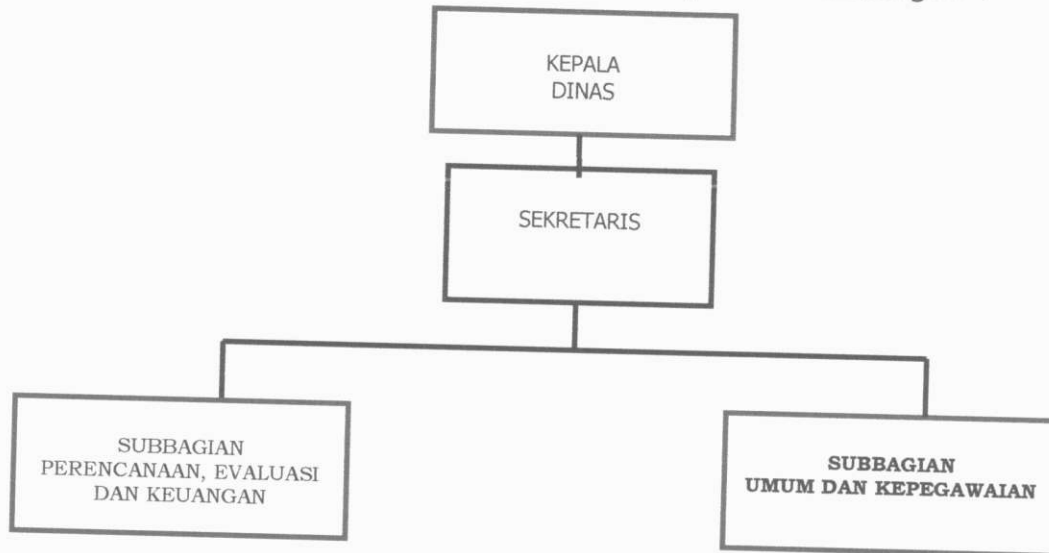 KEPALA
DINAS
SEKRETARIS
SUBBAGIAN
PERENCANAAN, EVALUASI
DAN KEUANGAN
SUBBAGIAN
UMUM DAN KEPEGAWAIAN